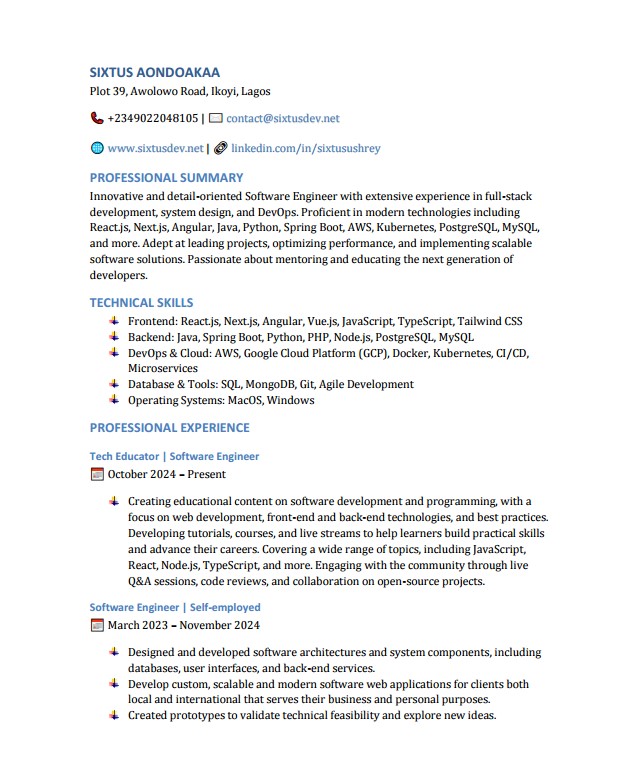 SIXTUS AONDOAKAA
Plot 39, Awolowo Road, Ikoyi, Lagos
+2349022048105 | contact@sixtusdev.net
www.sixtusdev.net | linkedin.com/in/sixtusushrey
PROFESSIONAL SUMMARY
Innovative and detail-oriented Software Engineer with extensive experience in full-stack
development, system design, and DevOps. Proficient in modern technologies including
React.js, Next.js, Angular, Java, Python, Spring Boot, AWS, Kubernetes, PostgreSQL, MySQL,
and more. Adept at leading projects, optimizing performance, and implementing scalable
software solutions. Passionate about mentoring and educating the next generation of
developers.
TECHNICAL SKILLS
Frontend: React.js, Next.js, Angular, Vue.js, JavaScript, TypeScript, Tailwind CSS
Backend: Java, Spring Boot, Python, PHP, Node.js, PostgreSQL, MySQL
DevOps & Cloud: AWS, Google Cloud Platform (GCP), Docker, Kubernetes, CI/CD,
Microservices
Database & Tools: SQL, MongoDB, Git, Agile Development
Operating Systems: MacOS, Windows
PROFESSIONAL EXPERIENCE
Tech Educator | Software Engineer
October 2024 – Present
Creating educational content on software development and programming, with a
focus on web development, front-end and back-end technologies, and best practices.
Developing tutorials, courses, and live streams to help learners build practical skills
and advance their careers. Covering a wide range of topics, including JavaScript,
React, Node.js, TypeScript, and more. Engaging with the community through live
Q&A sessions, code reviews, and collaboration on open-source projects.
Software Engineer | Self-employed
March 2023 – November 2024
Designed and developed software architectures and system components, including
databases, user interfaces, and back-end services.
Develop custom, scalable and modern software web applications for clients both
local and international that serves their business and personal purposes.
Created prototypes to validate technical feasibility and explore new ideas.